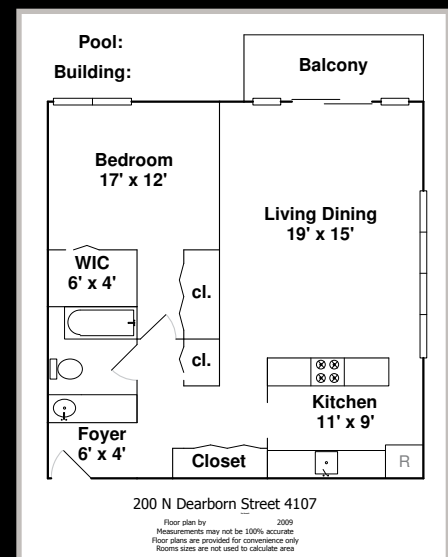 Pool:
Building:
Balcony
Bedroom
17' x 12'
Living Dining
19' x 15'
WIC
6' x 4'
cl.
cl.
Kitchen
11' x 9'
Foyer
6' x 4'
Closet
R
200 N Dearborn Street 4107
Floor plan by 2009
Measurements may not be 100% accurate
Floor plans are provided for convenience only
Rooms sizes are not used to calculate area